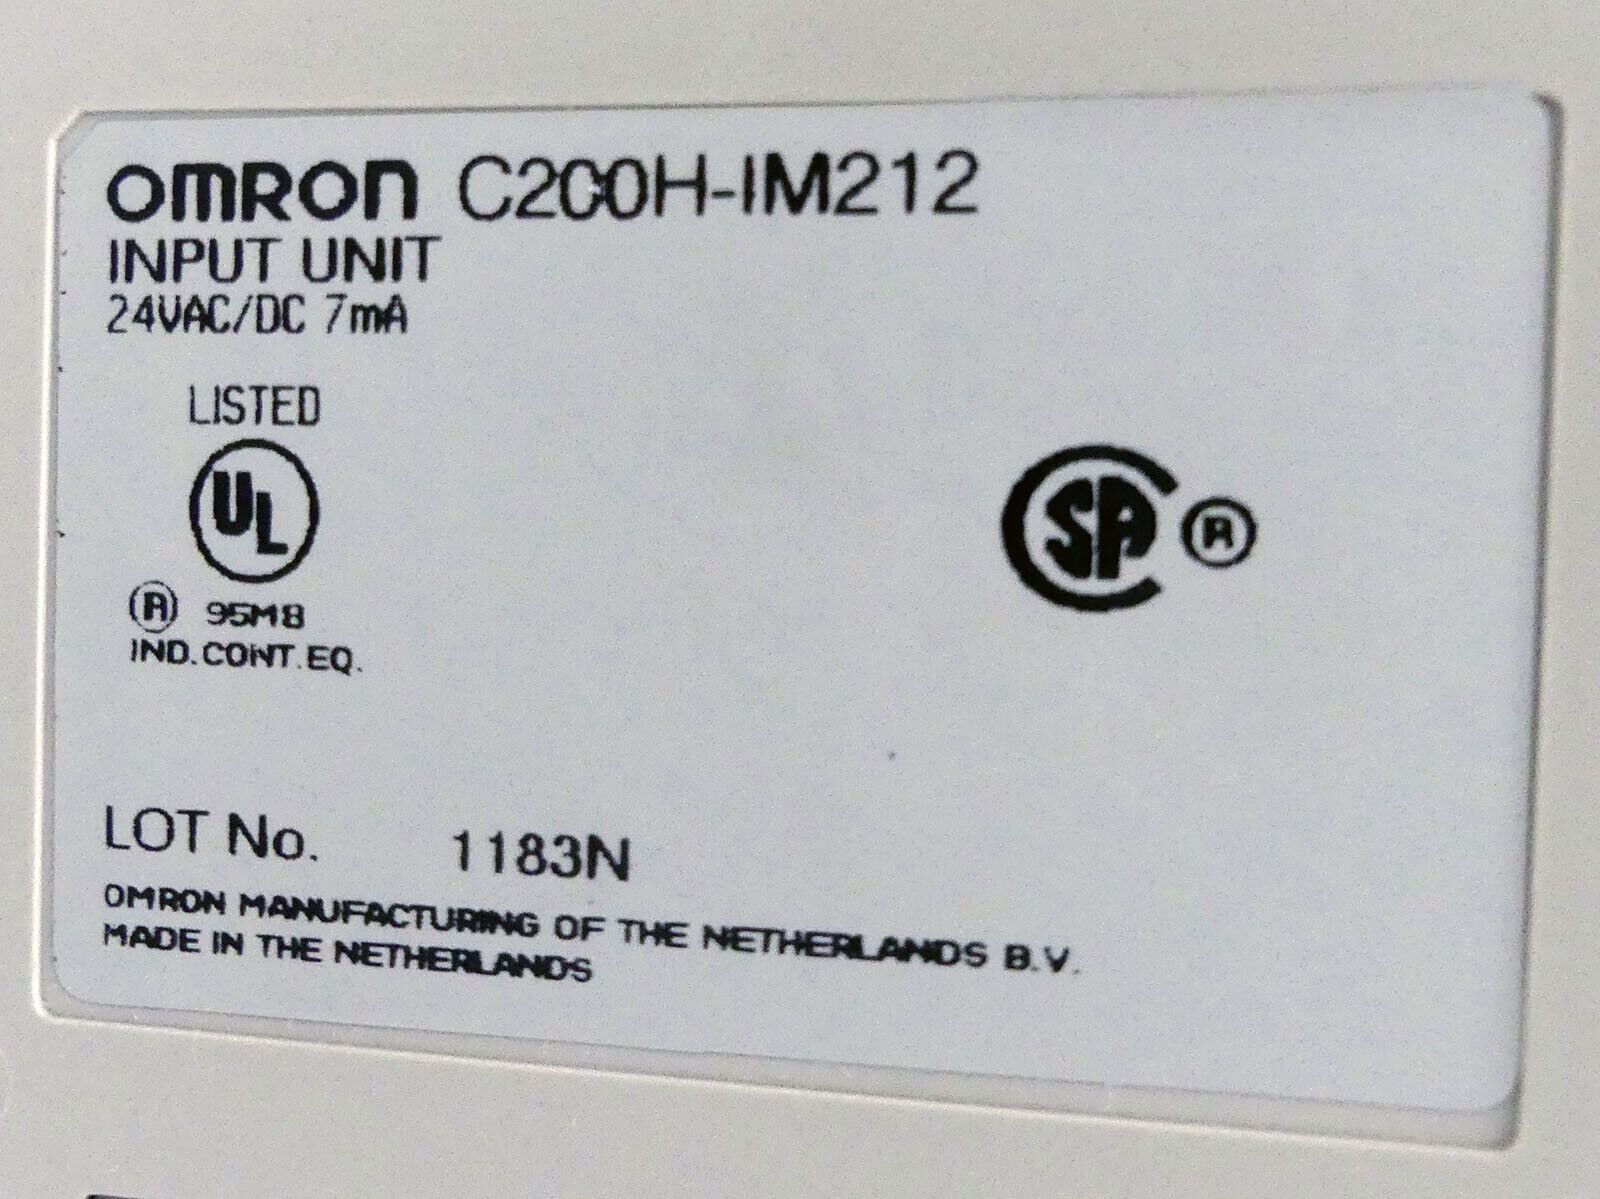 OMRON C200H-IM212
INPUT UNIT
24VAC/DC 7mA
LISTED
UL
® 95M8
IND.CONT.EQ.
SA ®
LOT No. 1183N
OMRON MANUFACTURING OF THE NETHERLANDS B.V.
MADE IN THE NETHERLANDS